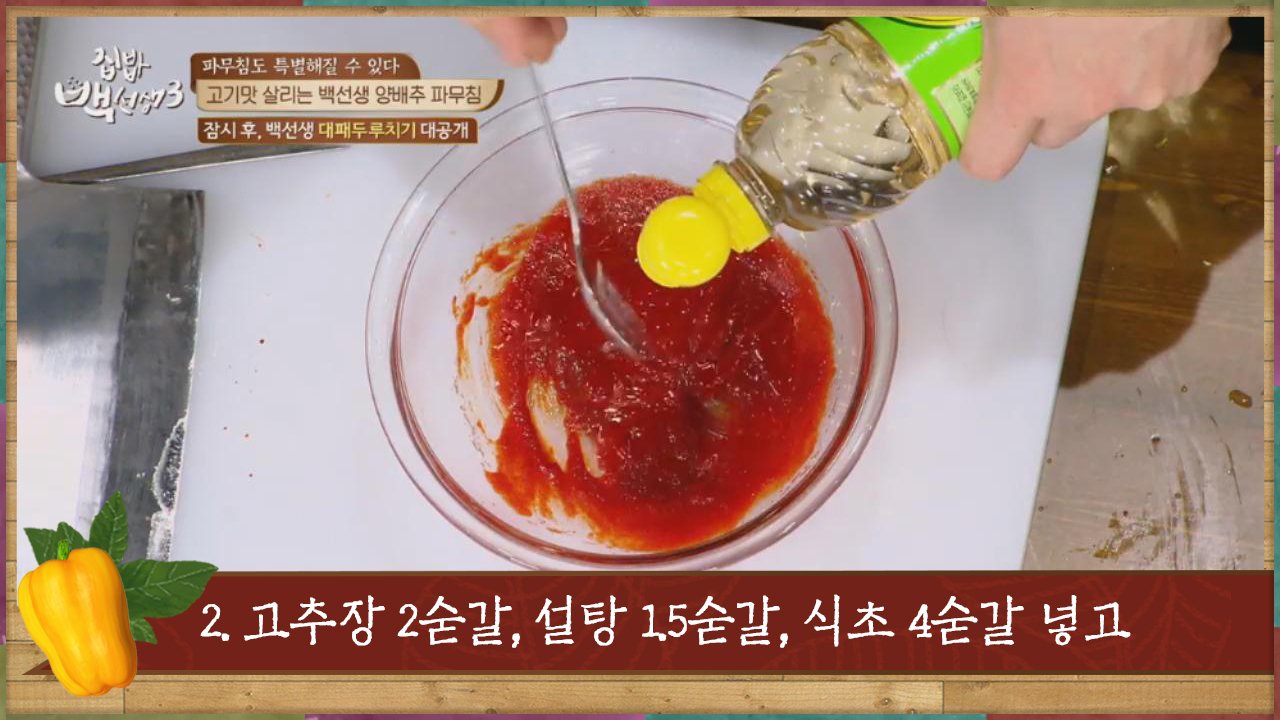 집밥
백선생3
파무침도 특별해질 수 있다
고기맛 살리는 백선생 양배추 파무침
잠시 후, 백선생 대패두루치기 대공개
2. 고추장 2숟갈, 설탕 1.5숟갈, 식초 4숟갈 넣고